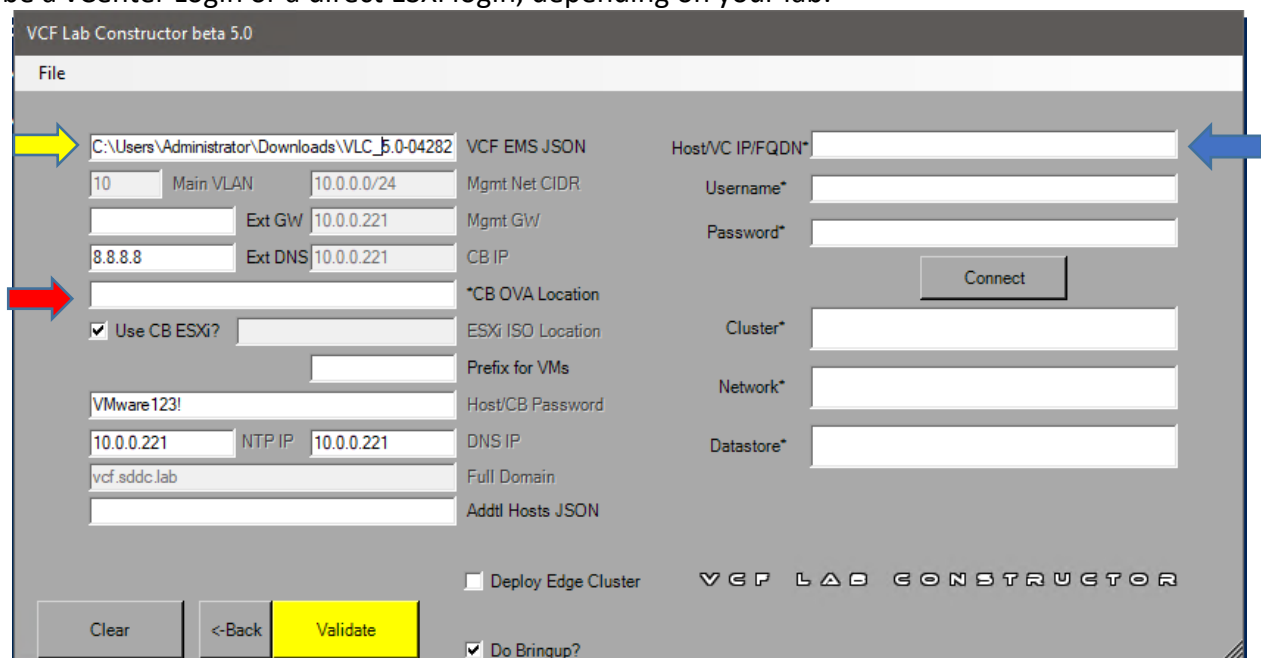 be a vCenter Login or a direct ESXi login, depending on your lab.
VCF Lab Constructor beta 5.0
File
C:\Users\Administrator\Downloads\VLC_5.0-04282 VCF EMS JSON
10 Main VLAN 10.0.0.0/24 Mgmt Net CIDR
Ext GW 10.0.0.221 Mgmt GW
8.8.8.8 Ext DNS 10.0.0.221 CB IP
*CB OVA Location
Use CB ESXi? ESXi ISO Location
Prefix for VMs
VMware123! Host/CB Password
10.0.0.221 NTP IP 10.0.0.221 DNS IP
vcf.sddc.lab Full Domain
Addtl Hosts JSON
Host/VC IP/FQDN*
Username*
Password*
Connect
Cluster*
Network*
Datastore*
Deploy Edge Cluster
VCF LAB CONSTRUCTOR
Clear <-Back Validate
Do Bringup?